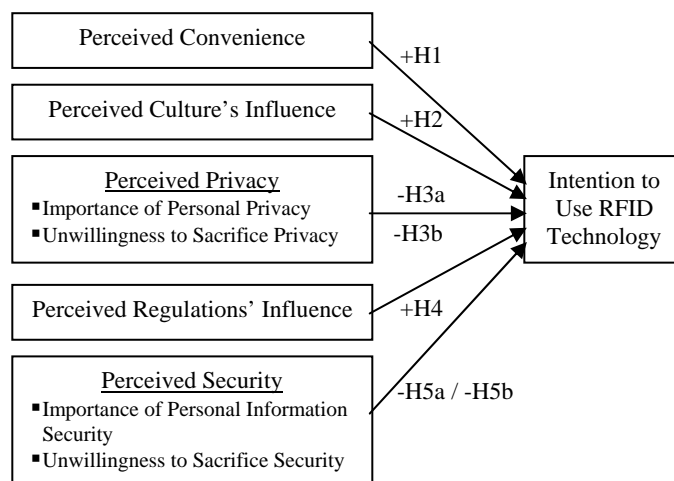 Perceived Convenience
+H1
Perceived Culture's Influence
+H2
Perceived Privacy
▪Importance of Personal Privacy
▪Unwillingness to Sacrifice Privacy
-H3a
-H3b
Intention to
Use RFID
Technology
Perceived Regulations' Influence
+H4
Perceived Security
▪Importance of Personal Information
Security
▪Unwillingness to Sacrifice Security
-H5a / -H5b